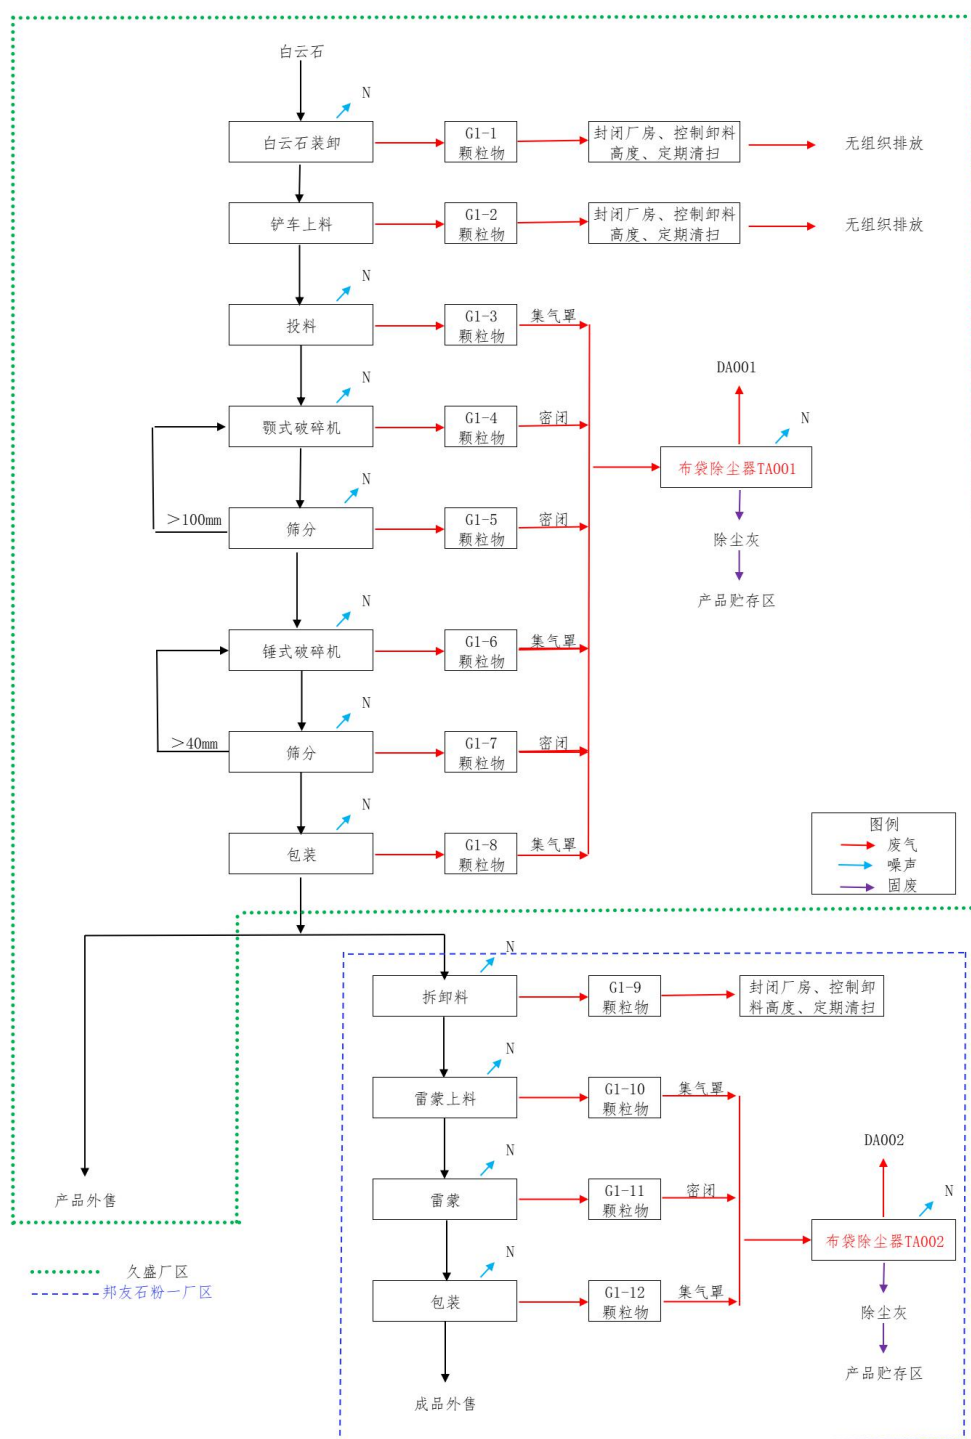 白云石
N
白云石装卸
G1-1
颗粒物
封闭厂房、控制卸料
高度、定期清扫
无组织排放
铲车上料
G1-2
颗粒物
封闭厂房、控制卸料
高度、定期清扫
无组织排放
N
投料
G1-3
颗粒物
集气罩
N
颚式破碎机
G1-4
颗粒物
密闭
DA001
N
布袋除尘器TA001
除尘灰
产品贮存区
N
>100mm
筛分
G1-5
颗粒物
密闭
N
锤式破碎机
G1-6
颗粒物
集气罩
N
>40mm
筛分
G1-7
颗粒物
密闭
N
包装
G1-8
颗粒物
集气罩
图例
废气
噪声
固废
N
拆卸料
G1-9
颗粒物
封闭厂房、控制卸
料高度、定期清扫
N
雷蒙上料
G1-10
颗粒物
集气罩
N
雷蒙
G1-11
颗粒物
密闭
DA002
N
布袋除尘器TA002
除尘灰
产品贮存区
产品外售
N
包装
G1-12
颗粒物
集气罩
成品外售
久盛厂区
邦友石粉一厂区